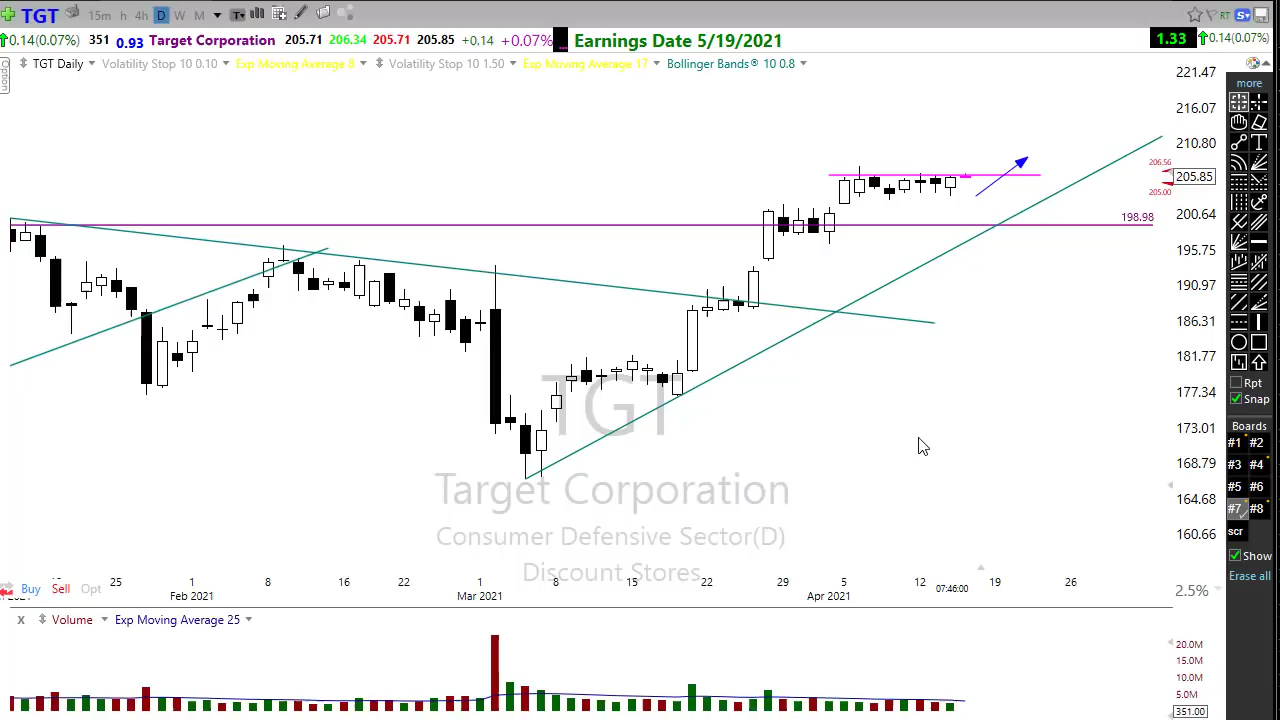 TGT 15m h 4h D W M T
0.14(0.07%) 351 0.93 Target Corporation 205.71 206.34 205.71 205.85 +0.14 +0.07% Earnings Date 5/19/2021 1.33 0.14(0.07%)
RT S
Option
TGT Daily Volatility Stop 10 0.10 Exp Moving Average 8 Volatility Stop 10 1.50 Exp Moving Average 17 Bollinger Bands® 10 0.8
221.47
216.07
210.80
206.56
205.85
205.00
200.64
198.98
195.75
190.97
186.31
181.77
177.34
173.01
168.79
164.68
160.66
TGT
Target Corporation
Consumer Defensive Sector(D)
Discount Stores
more
T
Rpt
Snap
Boards
#1 #2
#3 #4
#5 #6
#7 #8
scr
Show
Erase all
25 1 8 16 22 1 8 15 22 29 5 12 19 26
Feb 2021 Mar 2021 Apr 2021 07:46:00
Buy Sell Opt
2.5%
X Volume Exp Moving Average 25
20.0M
15.0M
10.0M
5.0M
351.00